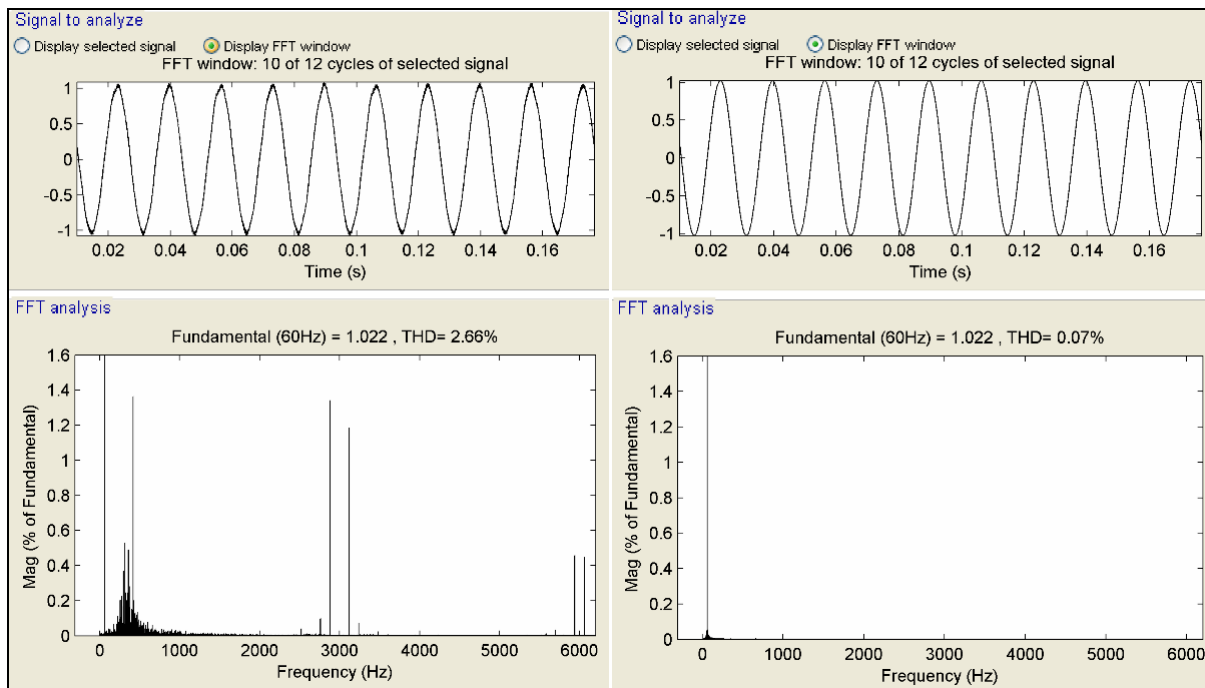 Signal to analyze
Display selected signal Display FFT window
FFT window: 10 of 12 cycles of selected signal
1
0.5
0
-0.5
-1
0.02 0.04 0.06 0.08 0.1 0.12 0.14 0.16
Time (s)
FFT analysis
Fundamental (60Hz) = 1.022 , THD= 2.66%
Mag (% of Fundamental)
1.6
1.4
1.2
1
0.8
0.6
0.4
0.2
0
0 1000 2000 3000 4000 5000 6000
Frequency (Hz)
Signal to analyze
Display selected signal Display FFT window
FFT window: 10 of 12 cycles of selected signal
1
0.5
0
-0.5
-1
0.02 0.04 0.06 0.08 0.1 0.12 0.14 0.16
Time (s)
FFT analysis
Fundamental (60Hz) = 1.022 , THD= 0.07%
Mag (% of Fundamental)
1.6
1.4
1.2
1
0.8
0.6
0.4
0.2
0
0 1000 2000 3000 4000 5000 6000
Frequency (Hz)